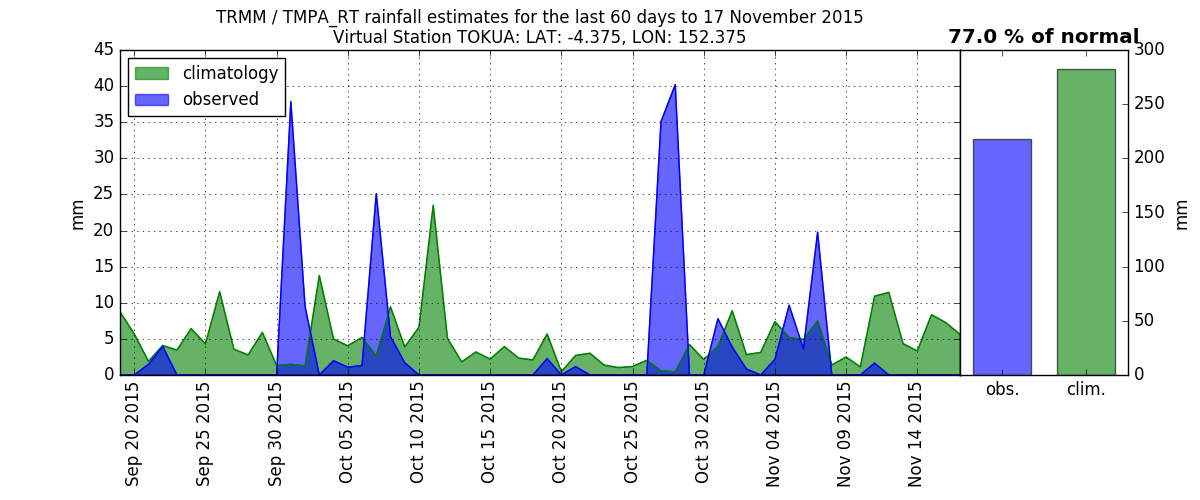 TRMM / TMPA_RT rainfall estimates for the last 60 days to 17 November 2015
Virtual Station TOKUA: LAT: -4.375, LON: 152.375
77.0 % of normal
climatology
observed
mm
45
40
35
30
25
20
15
10
5
0
Sep 20 2015
Sep 25 2015
Sep 30 2015
Oct 05 2015
Oct 10 2015
Oct 15 2015
Oct 20 2015
Oct 25 2015
Oct 30 2015
Nov 04 2015
Nov 09 2015
Nov 14 2015
obs.
clim.
300
250
200
150
100
50
0
mm